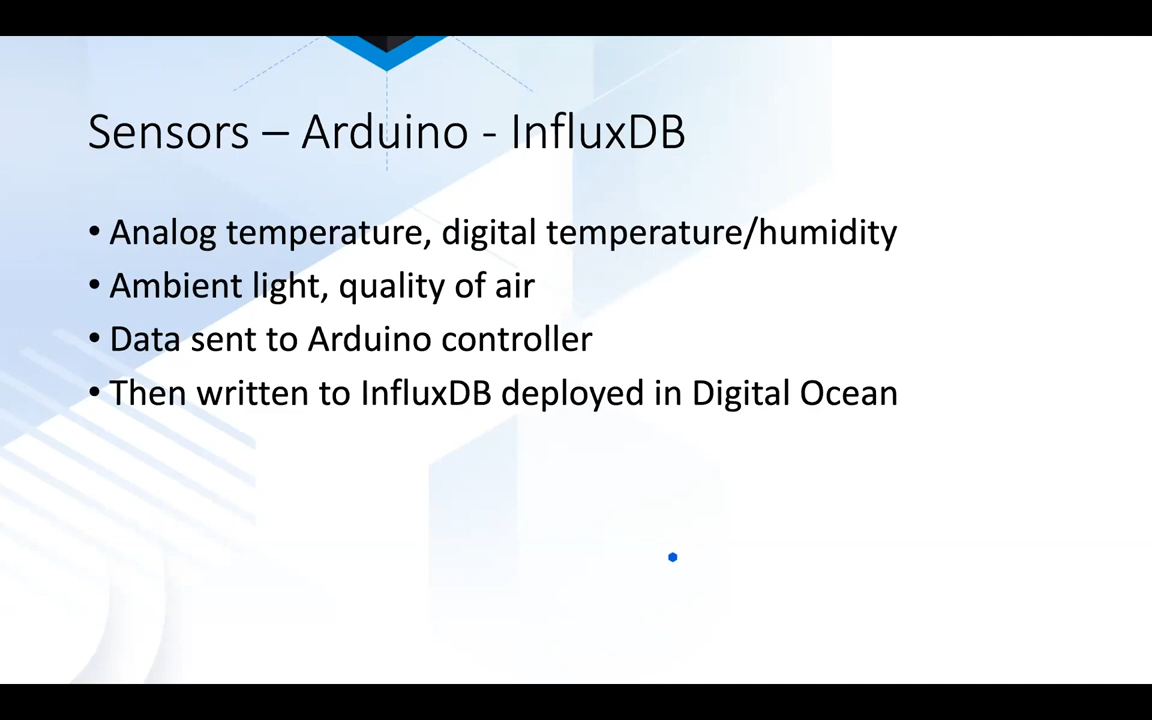 Sensors – Arduino - InfluxDB
• Analog temperature, digital temperature/humidity
• Ambient light, quality of air
• Data sent to Arduino controller
• Then written to InfluxDB deployed in Digital Ocean